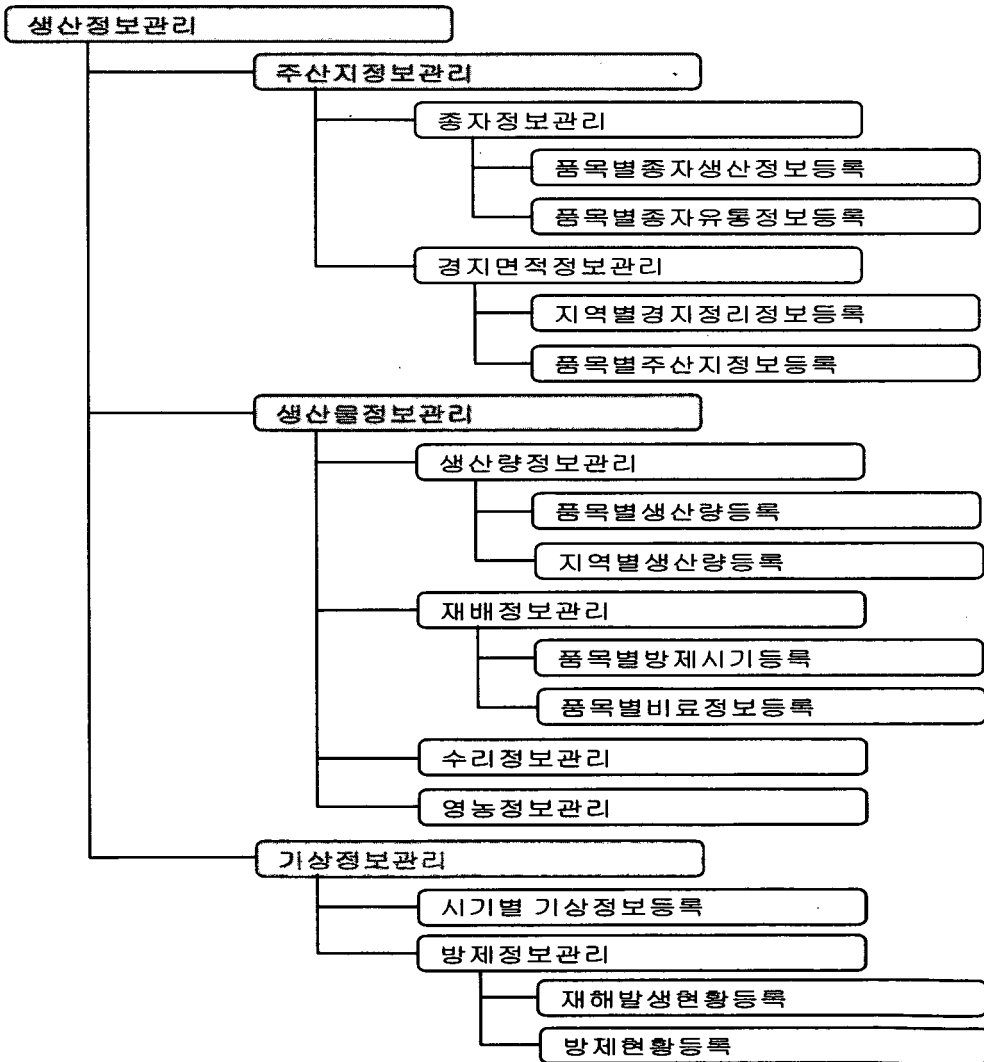 생산정보관리
주산지정보관리
종자정보관리
품목별종자생산정보등록
품목별종자유통정보등록
경지면적정보관리
지역별경지정리정보등록
품목별주산지정보등록
생산물정보관리
생산량정보관리
품목별생산량등록
지역별생산량등록
재배정보관리
품목별방제시기등록
품목별비료정보등록
수리정보관리
영농정보관리
기상정보관리
시기별 기상정보등록
방제정보관리
재해발생현황등록
방제현황등록